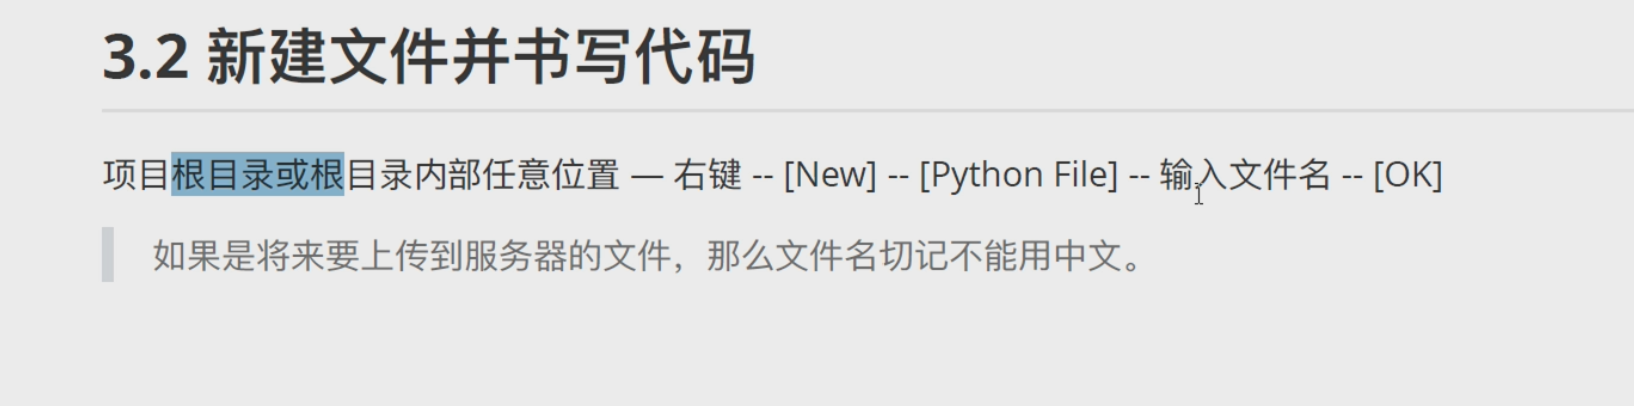 3.2 新建文件并书写代码
项目根目录或根目录内部任意位置 — 右键 -- [New] -- [Python File] -- 输入文件名 -- [OK]
如果是将来要上传到服务器的文件，那么文件名切记不能用中文。